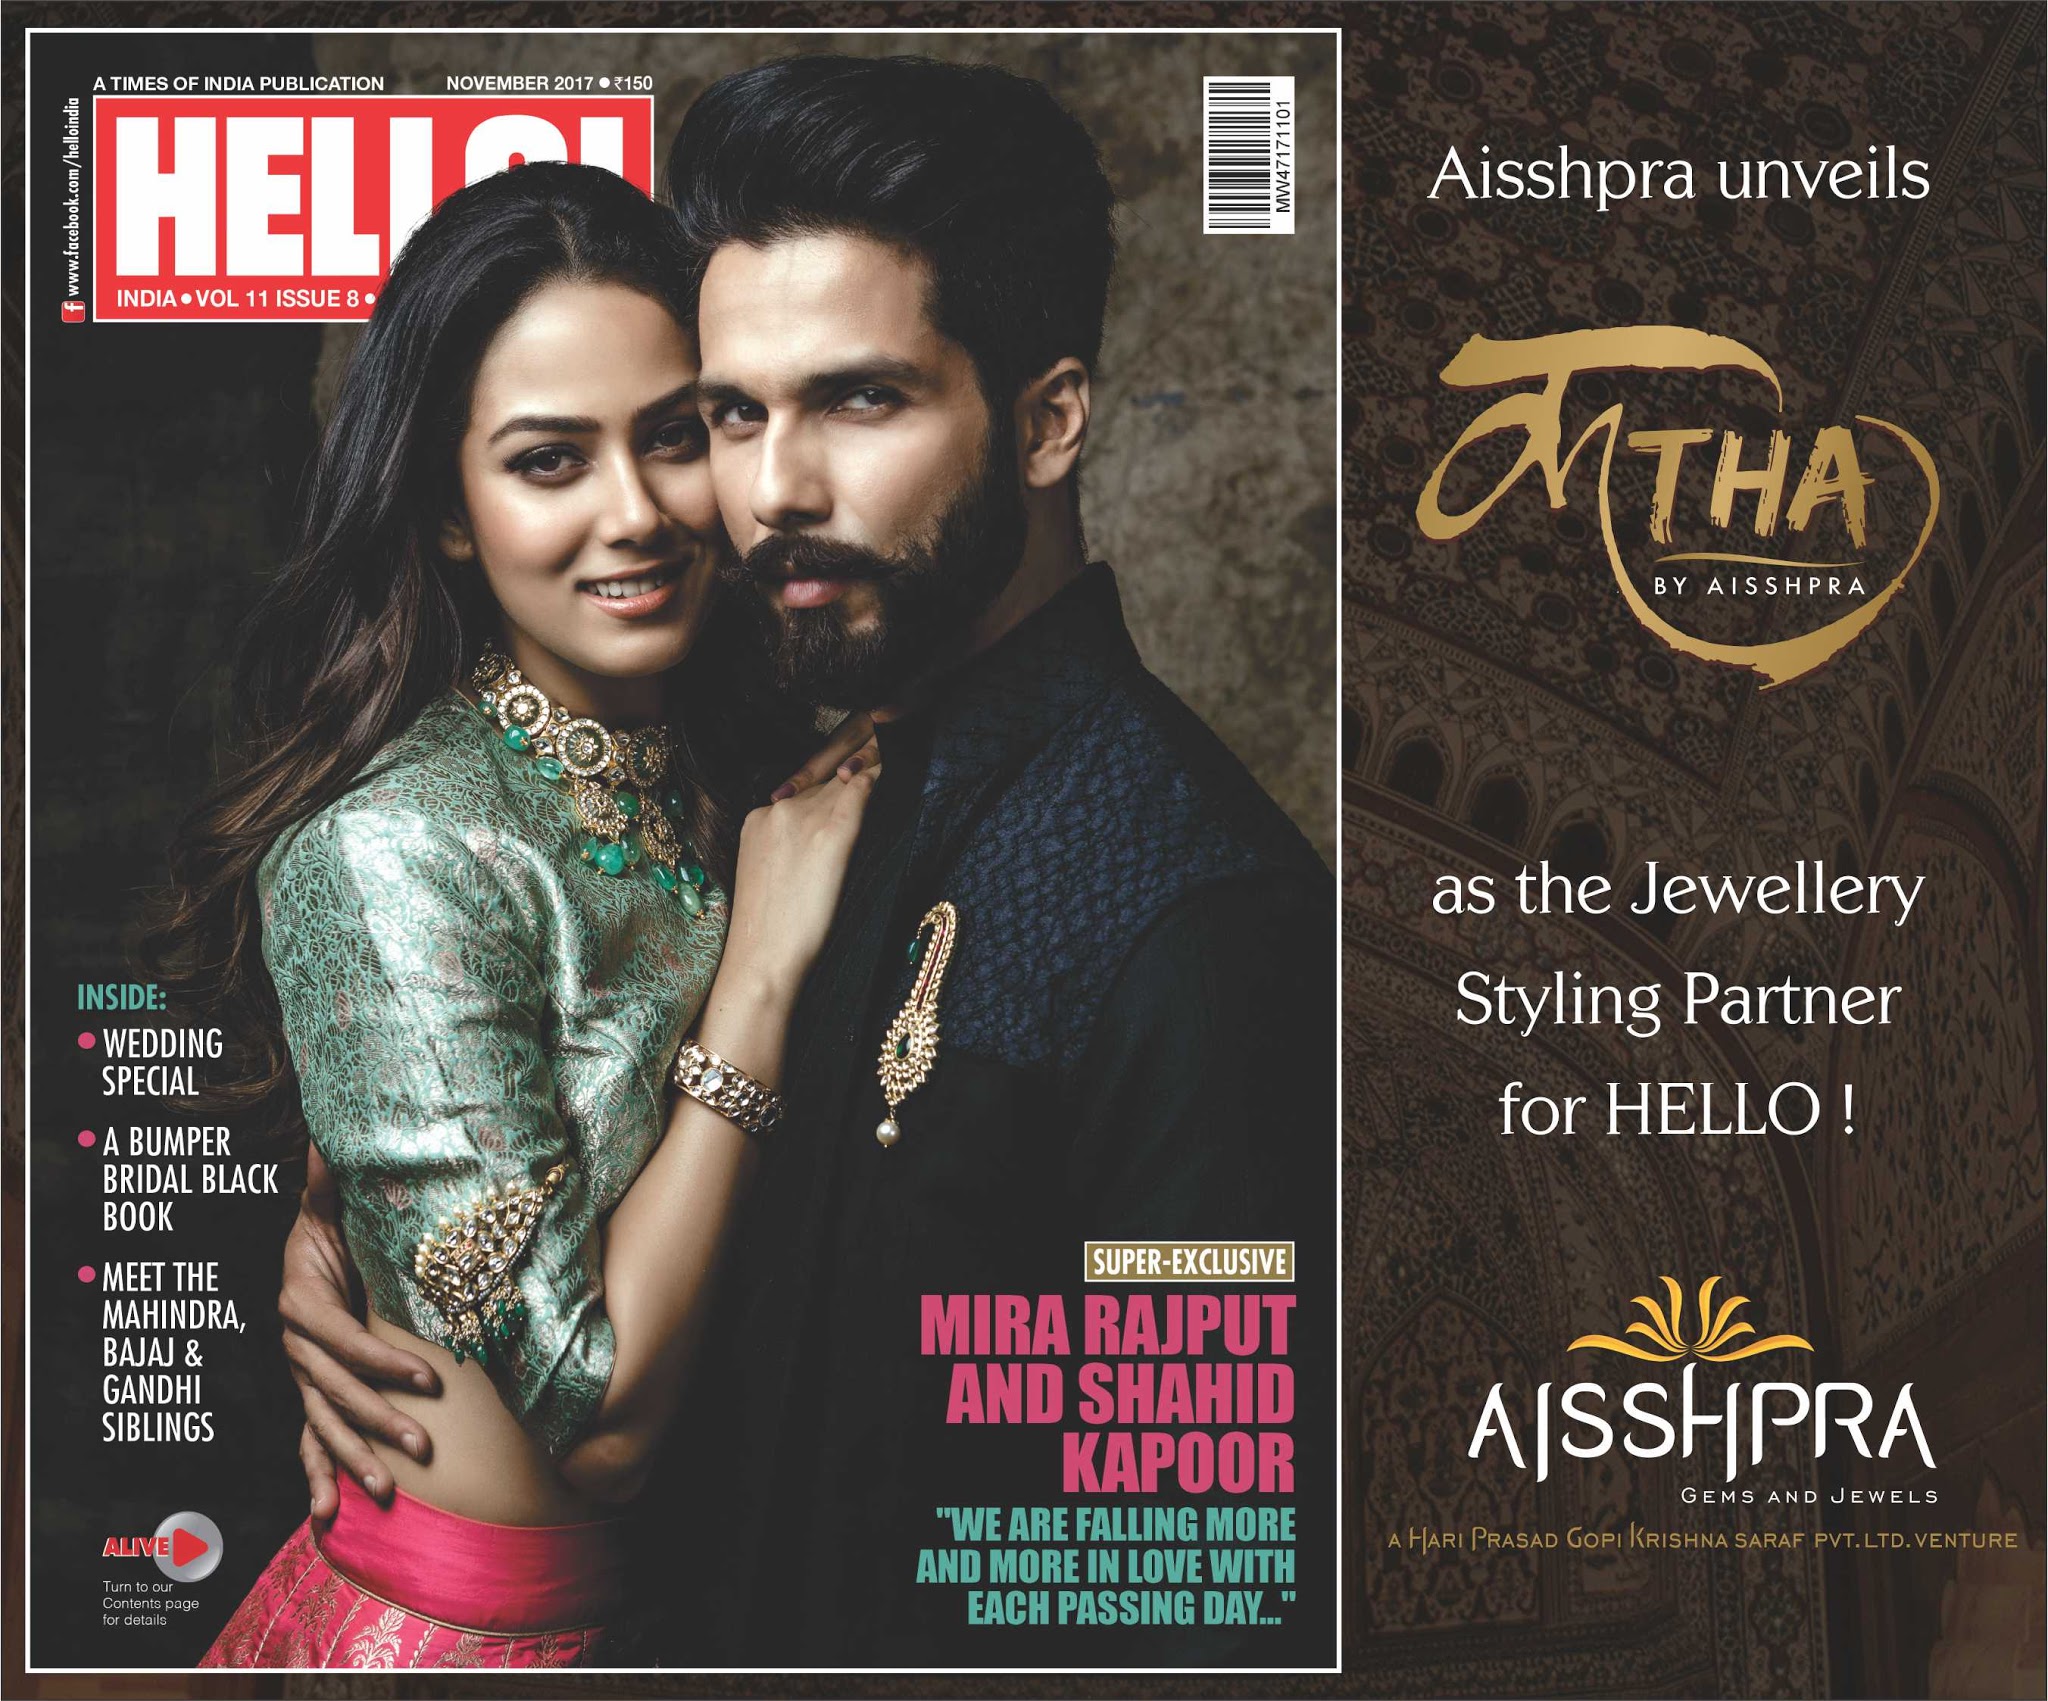 A TIMES OF INDIA PUBLICATION
NOVEMBER 2017 ● ₹150
www.facebook.com/helloindia
HELLO!
INDIA ● VOL 11 ISSUE 8 ●
MW47171101
INSIDE:
● WEDDING
SPECIAL
● A BUMPER
BRIDAL BLACK
BOOK
● MEET THE
MAHINDRA,
BAJAJ &
GANDHI
SIBLINGS
ALIVE
Turn to our
Contents page
for details
SUPER-EXCLUSIVE
MIRA RAJPUT
AND SHAHID
KAPOOR
"WE ARE FALLING MORE
AND MORE IN LOVE WITH
EACH PASSING DAY..."
Aisshpra unveils
कTHA
BY AISSHPRA
as the Jewellery
Styling Partner
for HELLO !
AISSHPRA
GEMS AND JEWELS
A HARI PRASAD GOPI KRISHNA SARAF PVT.LTD.VENTURE